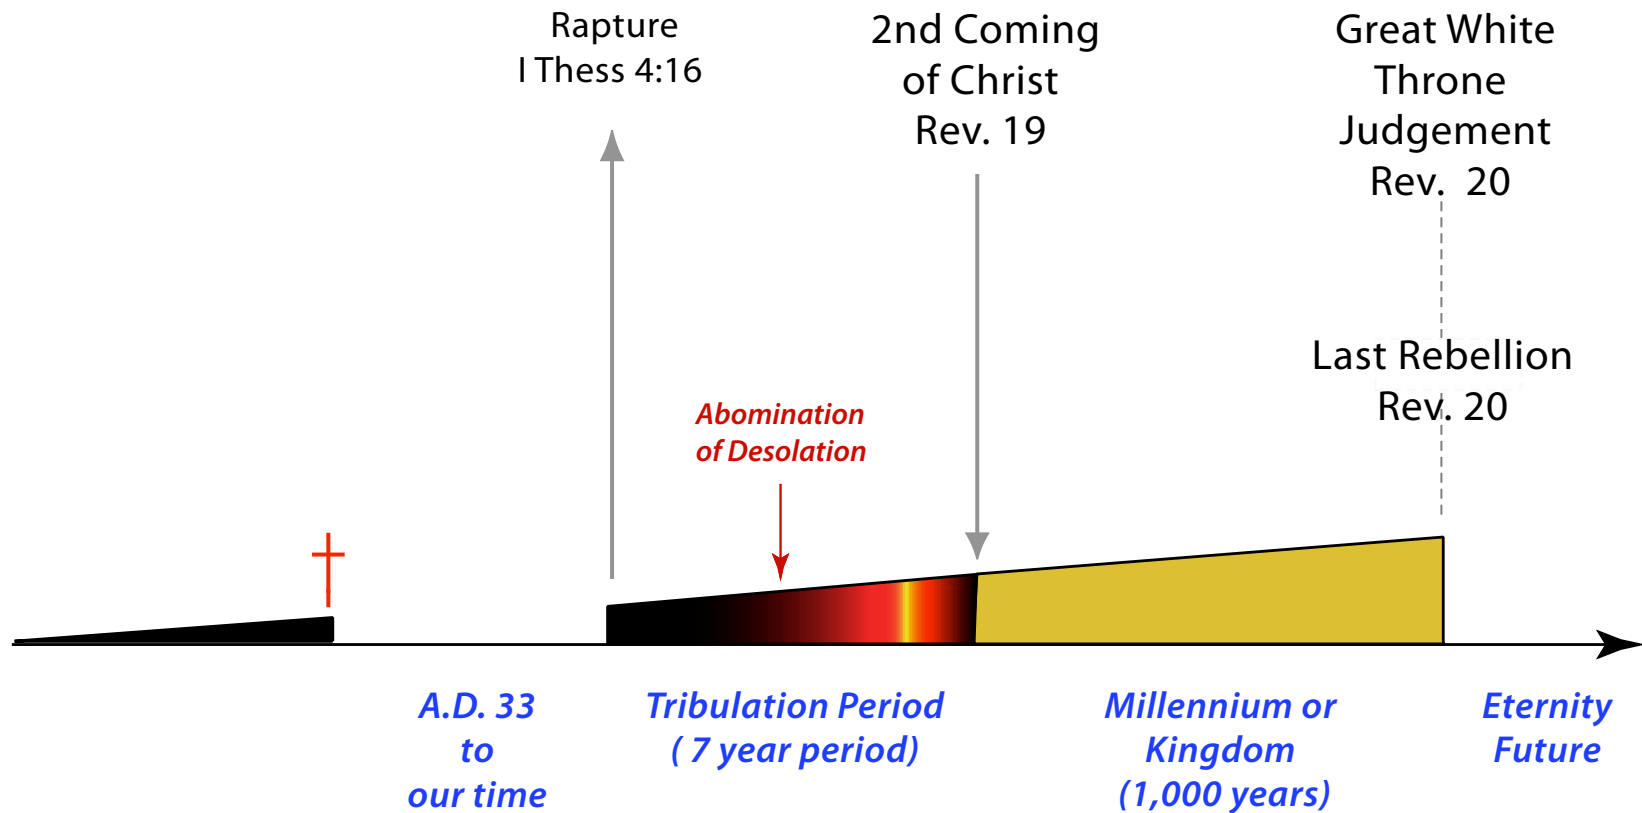 Rapture
I Thess 4:16
2nd Coming
of Christ
Rev. 19
Great White
Throne
Judgement
Rev.  20
Last Rebellion
Rev. 20
Abomination
of Desolation
A.D. 33
to
our time
Tribulation Period
( 7 year period)
Millennium or
Kingdom
(1,000 years)
Eternity
Future